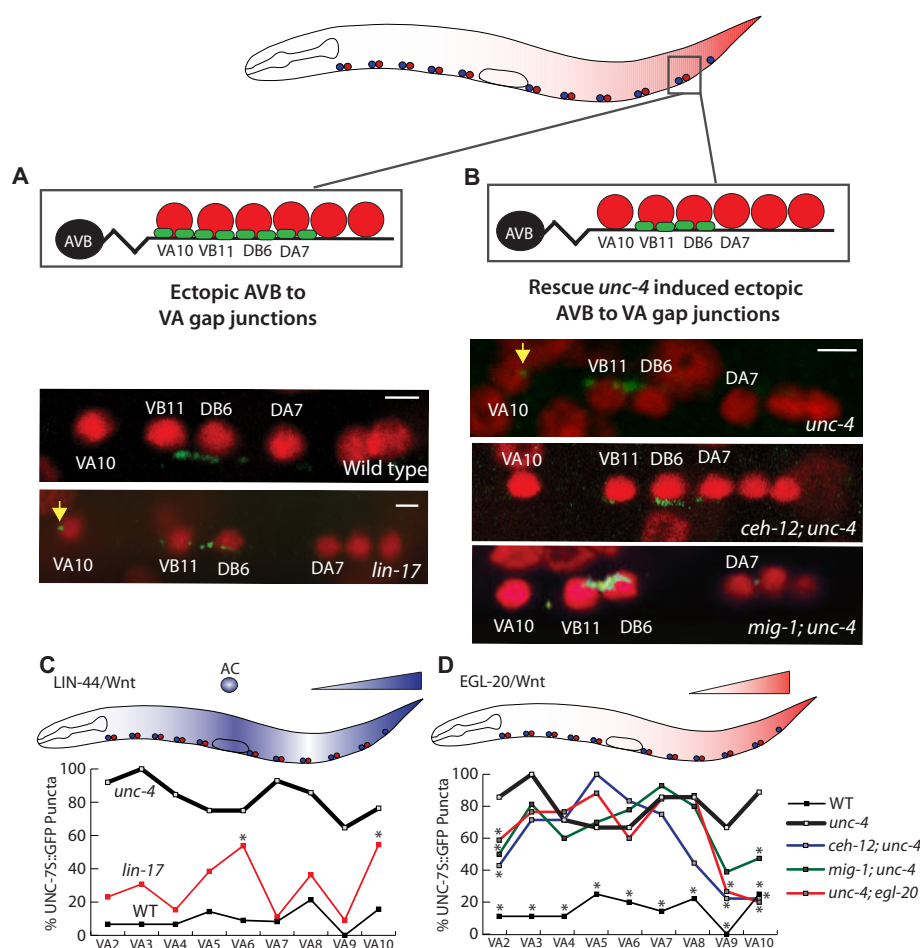 A
B
AVB
VA10
VB11
DB6
DA7
AVB
VA10
VB11
DB6
DA7
Ectopic AVB to
VA gap junctions
Rescue unc-4 induced ectopic
AVB to VA gap junctions
VB11
DB6
DA7
VA10
Wild type
VA10
VB11
DB6
DA7
lin-17
VB11
DB6
DA7
VA10
unc-4
VA10
VB11
DB6
DA7
ceh-12; unc-4
VA10
VB11
DB6
DA7
mig-1; unc-4
C
LIN-44/Wnt
AC
% UNC-7S::GFP Puncta
100
80
60
40
20
0
unc-4
lin-17
WT
*
*
VA2
VA3
VA4
VA5
VA6
VA7
VA8
VA9
VA10
D
EGL-20/Wnt
% UNC-7S::GFP Puncta
100
80
60
40
20
0
* * * * * * * * * * * * * * * * *
VA2
VA3
VA4
VA5
VA6
VA7
VA8
VA9
VA10
WT
unc-4
ceh-12; unc-4
mig-1; unc-4
unc-4; egl-20